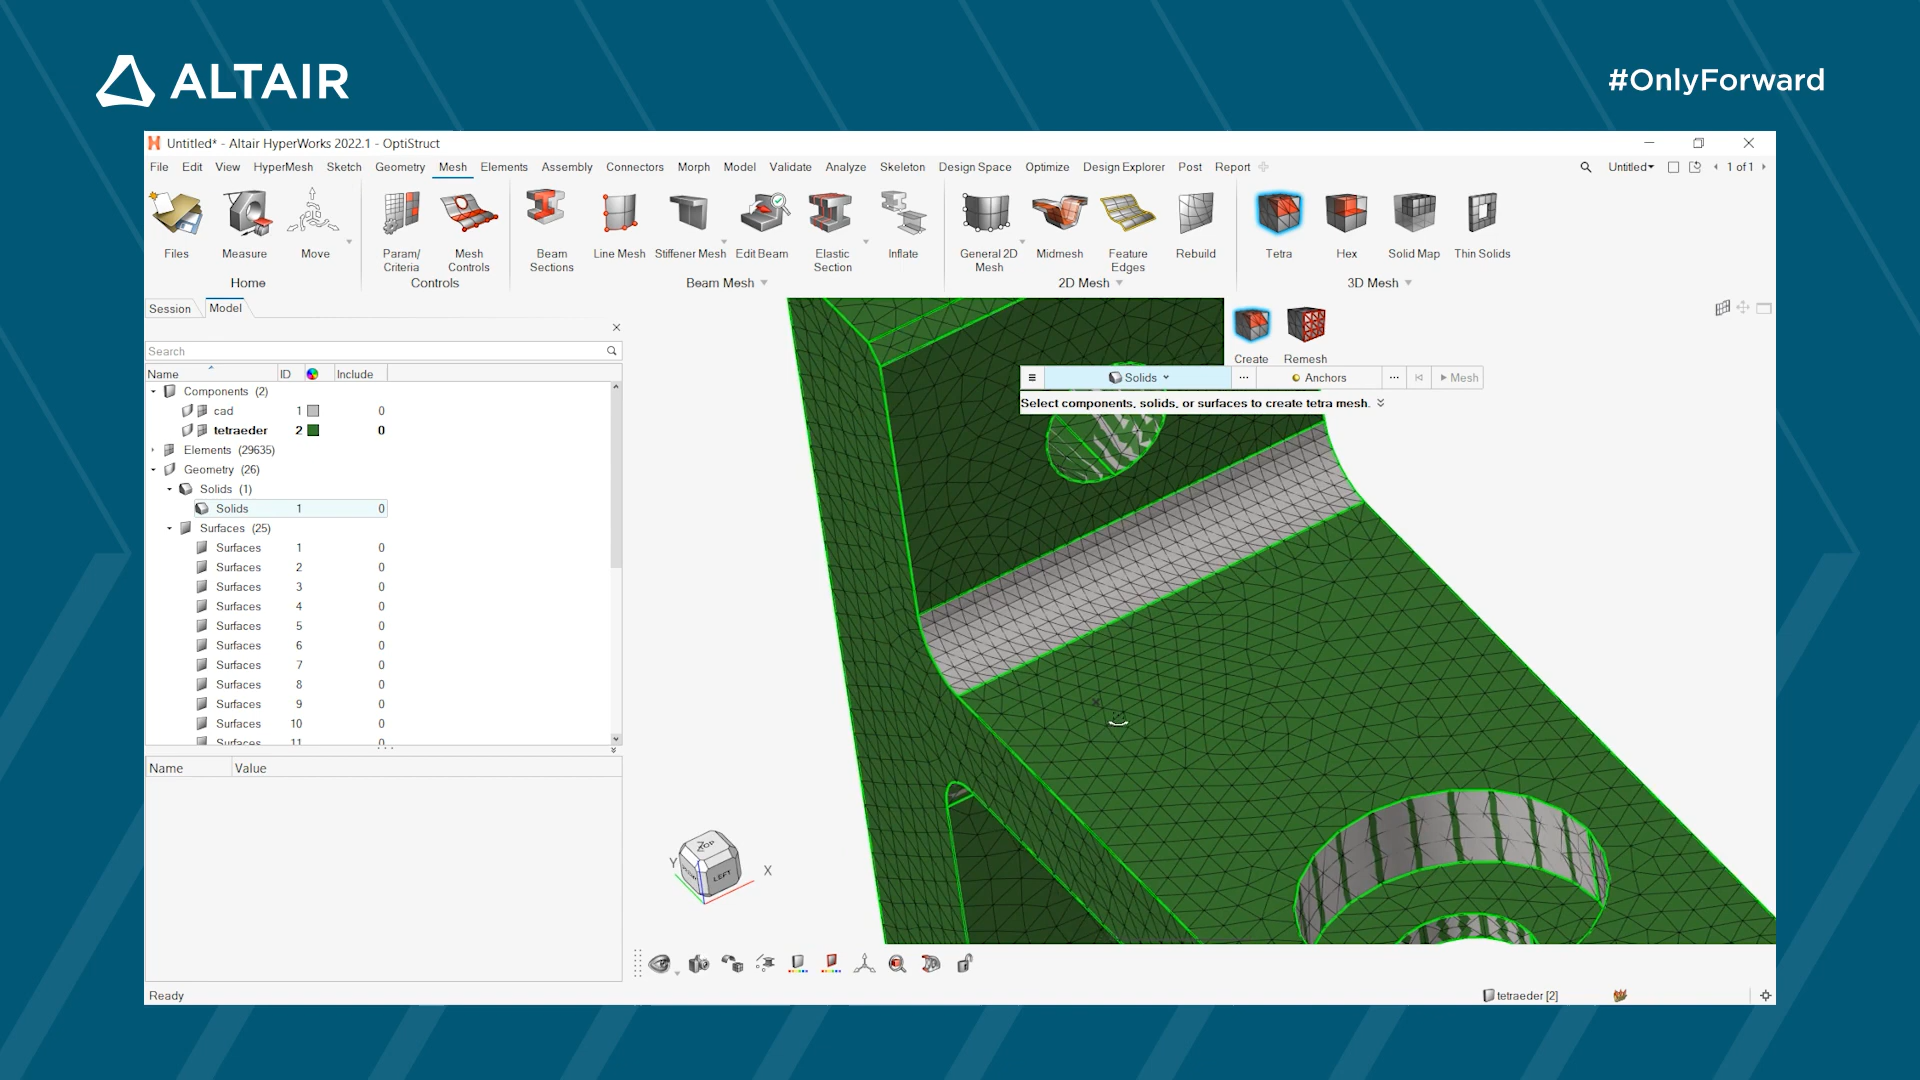 ALTAIR
#OnlyForward
Untitled* - Altair HyperWorks 2022.1 - OptiStruct
File Edit View HyperMesh Sketch Geometry Mesh Elements Assembly Connectors Morph Model Validate Analyze Skeleton Design Space Optimize Design Explorer Post Report Untitled 1 of 1
Files Measure Move Param/ Criteria Mesh Controls Beam Sections Line Mesh Stiffener Mesh Edit Beam Elastic Section Inflate General 2D Mesh Midmesh Feature Edges Rebuild Tetra Hex Solid Map Thin Solids
Home Controls Beam Mesh 2D Mesh 3D Mesh
Session Model
Create Remesh
Search
Solids ... Anchors ... Mesh
Select components, solids, or surfaces to create tetra mesh.
Name ID Include
Components (2)
cad 1 0
tetraeder 2 0
Elements (29635)
Geometry (26)
Solids (1)
Solids 1 0
Surfaces (25)
Surfaces 1 0
Surfaces 2 0
Surfaces 3 0
Surfaces 4 0
Surfaces 5 0
Surfaces 6 0
Surfaces 7 0
Surfaces 8 0
Surfaces 9 0
Surfaces 10 0
Surfaces 11 0
Name Value
TOP
LEFT
Y
Z
X
Ready
tetraeder [2]